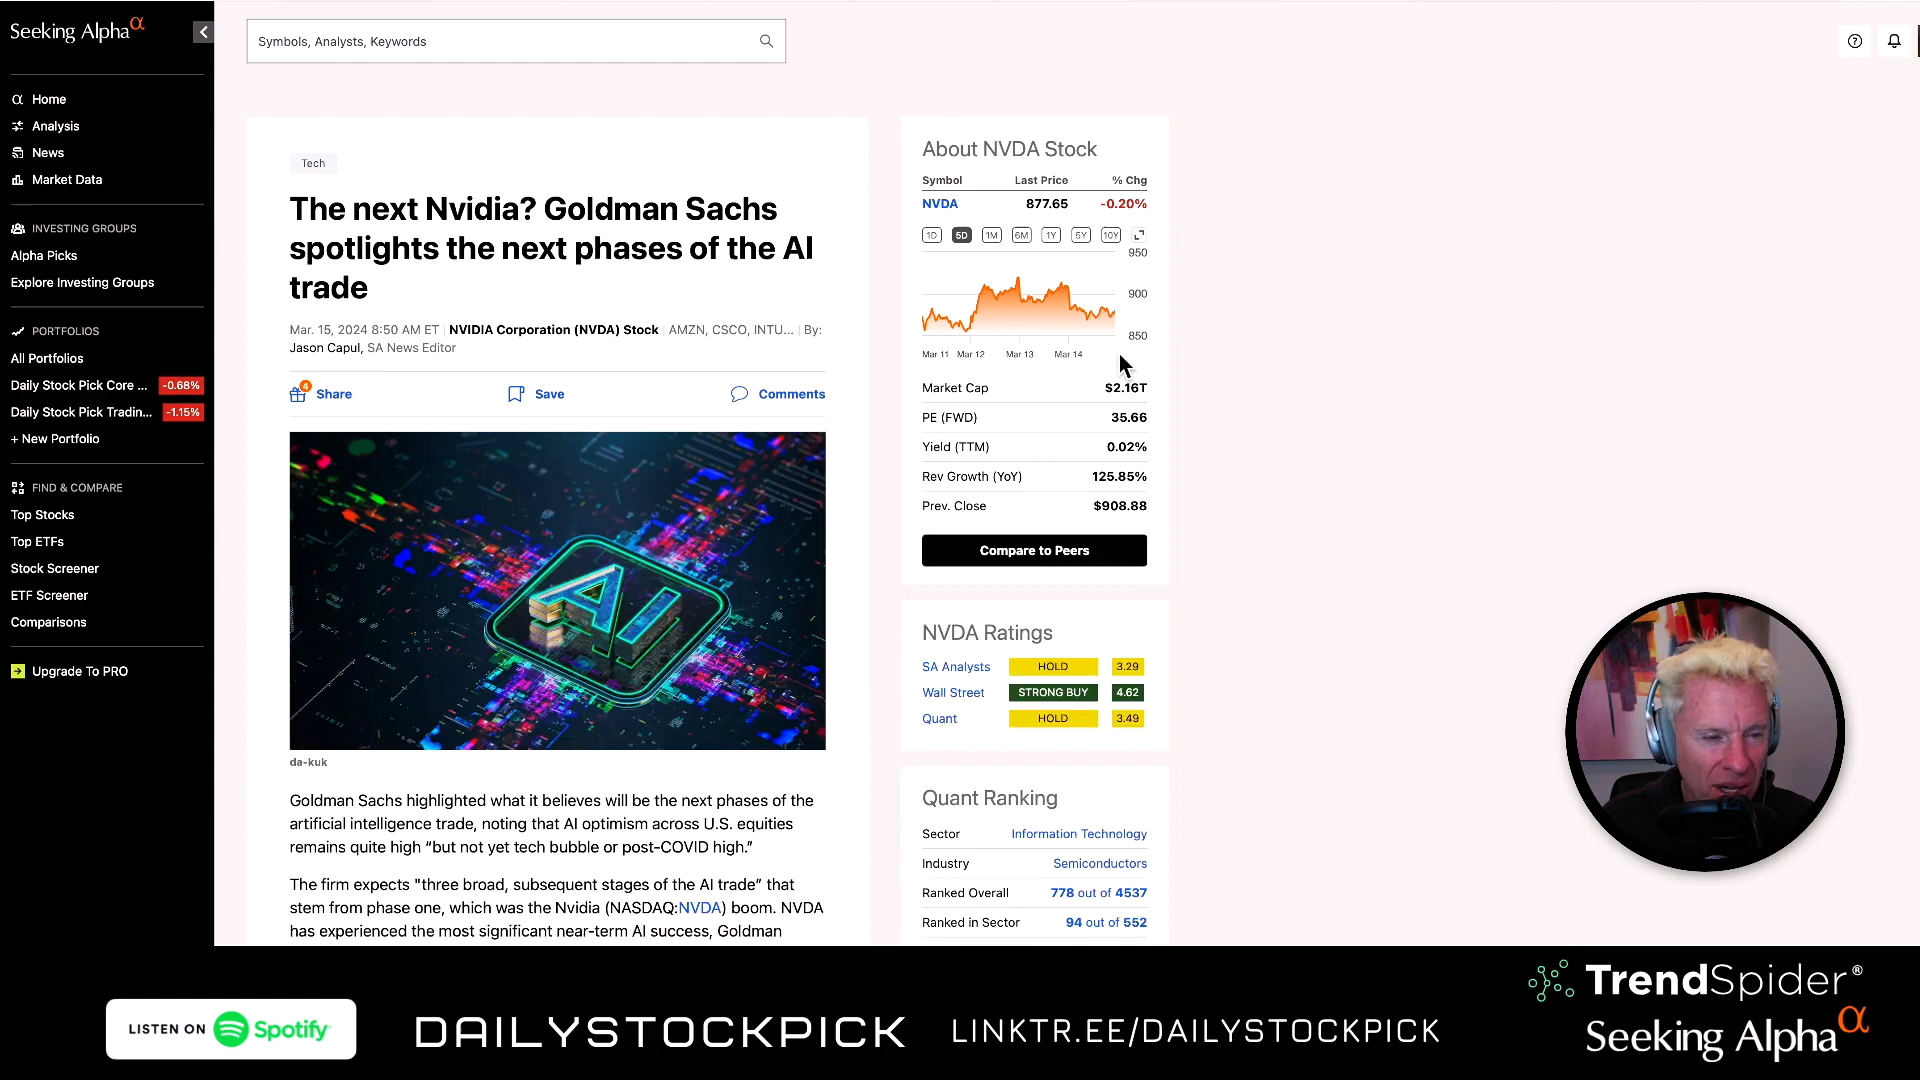 Seeking Alpha α
Symbols, Analysts, Keywords
Home
Analysis
News
Market Data
INVESTING GROUPS
Alpha Picks
Explore Investing Groups
PORTFOLIOS
All Portfolios
Daily Stock Pick Core ... -0.68%
Daily Stock Pick Tradin... -1.15%
+ New Portfolio
FIND & COMPARE
Top Stocks
Top ETFs
Stock Screener
ETF Screener
Comparisons
Upgrade To PRO
Tech
The next Nvidia? Goldman Sachs
spotlights the next phases of the AI
trade
Mar. 15, 2024 8:50 AM ET | NVIDIA Corporation (NVDA) Stock | AMZN, CSCO, INTU... | By:
Jason Capul, SA News Editor
4
Share Save Comments
AI
da-kuk
Goldman Sachs highlighted what it believes will be the next phases of the
artificial intelligence trade, noting that AI optimism across U.S. equities
remains quite high “but not yet tech bubble or post-COVID high.”
The firm expects "three broad, subsequent stages of the AI trade” that
stem from phase one, which was the Nvidia (NASDAQ:NVDA) boom. NVDA
has experienced the most significant near-term AI success, Goldman
About NVDA Stock
Symbol Last Price % Chg
NVDA 877.65 -0.20%
1D 5D 1M 6M 1Y 5Y 10Y
950
900
850
Mar 11 Mar 12 Mar 13 Mar 14
Market Cap $2.16T
PE (FWD) 35.66
Yield (TTM) 0.02%
Rev Growth (YoY) 125.85%
Prev. Close $908.88
Compare to Peers
NVDA Ratings
SA Analysts HOLD 3.29
Wall Street STRONG BUY 4.62
Quant HOLD 3.49
Quant Ranking
Sector Information Technology
Industry Semiconductors
Ranked Overall 778 out of 4537
Ranked in Sector 94 out of 552
LISTEN ON Spotify
DAILYSTOCKPICK
LINKTR.EE/DAILYSTOCKPICK
TrendSpider®
Seeking Alpha α